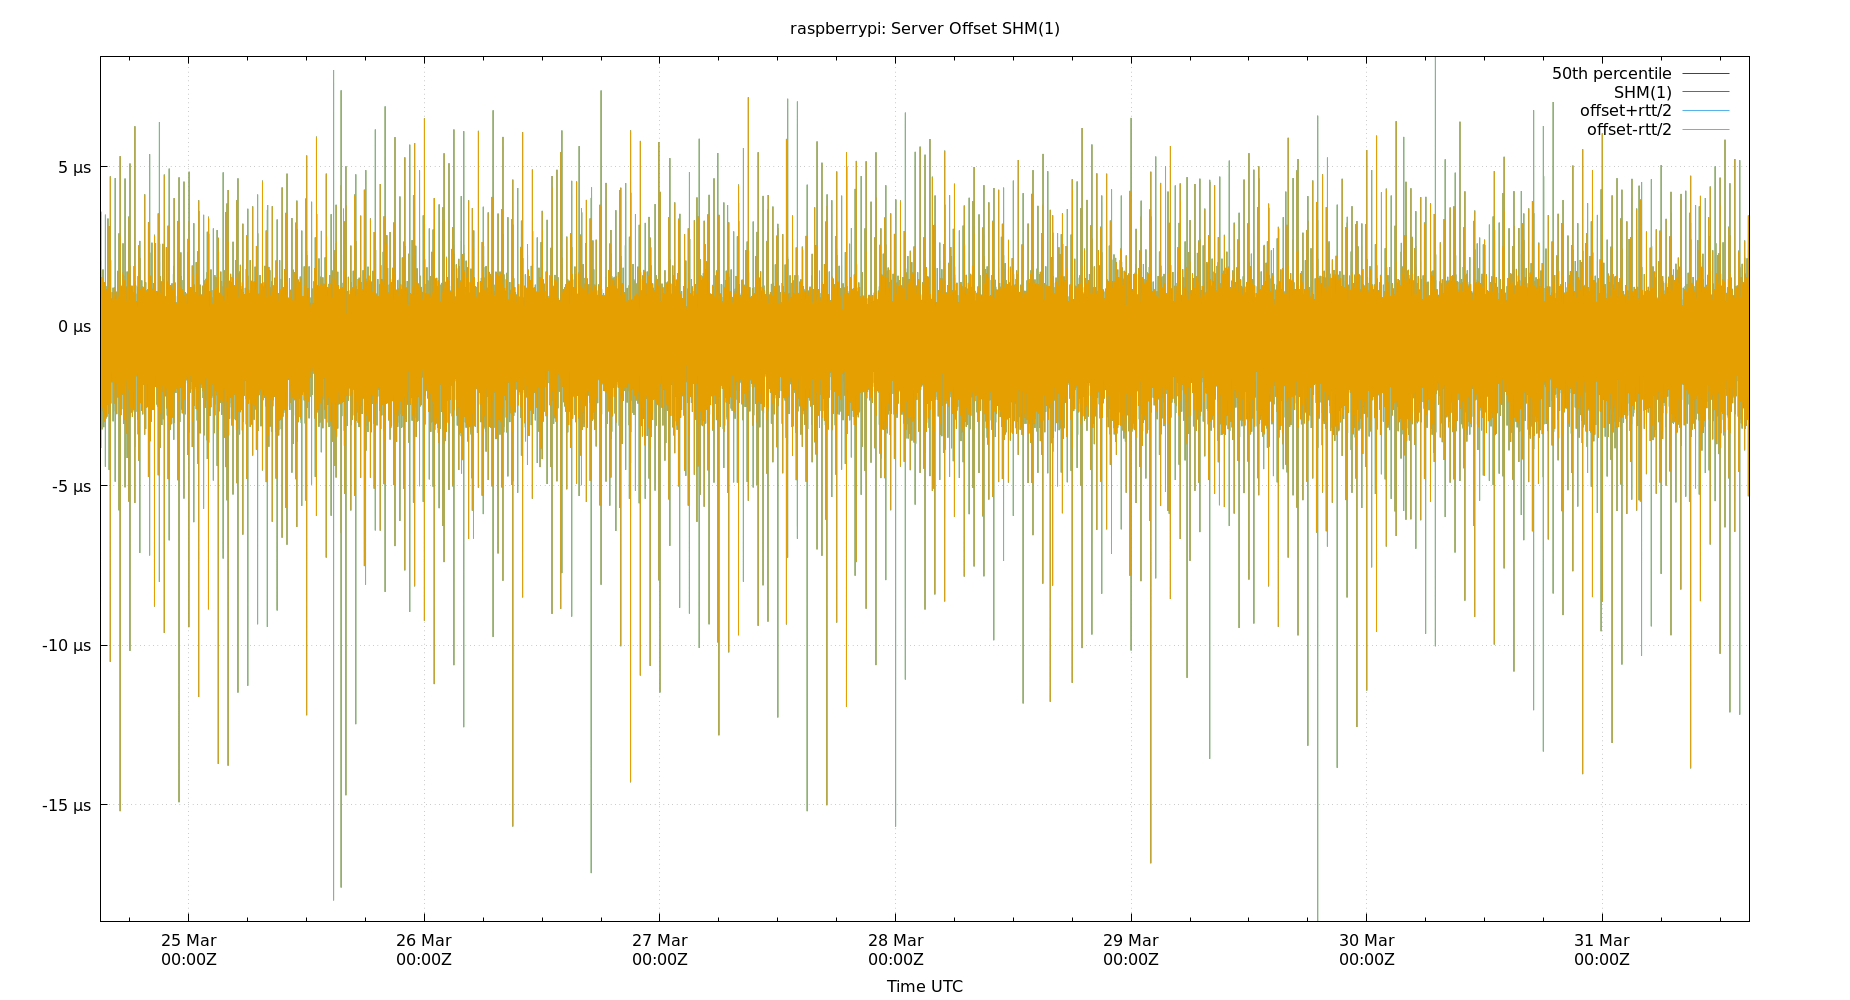 raspberrypi: Server Offset SHM(1)
50th percentile
SHM(1)
offset+rtt/2
offset-rtt/2
5 µs
0 µs
-5 µs
-10 µs
-15 µs
25 Mar 26 Mar 27 Mar 28 Mar 29 Mar 30 Mar 31 Mar
00:00Z 00:00Z 00:00Z 00:00Z 00:00Z 00:00Z 00:00Z
Time UTC